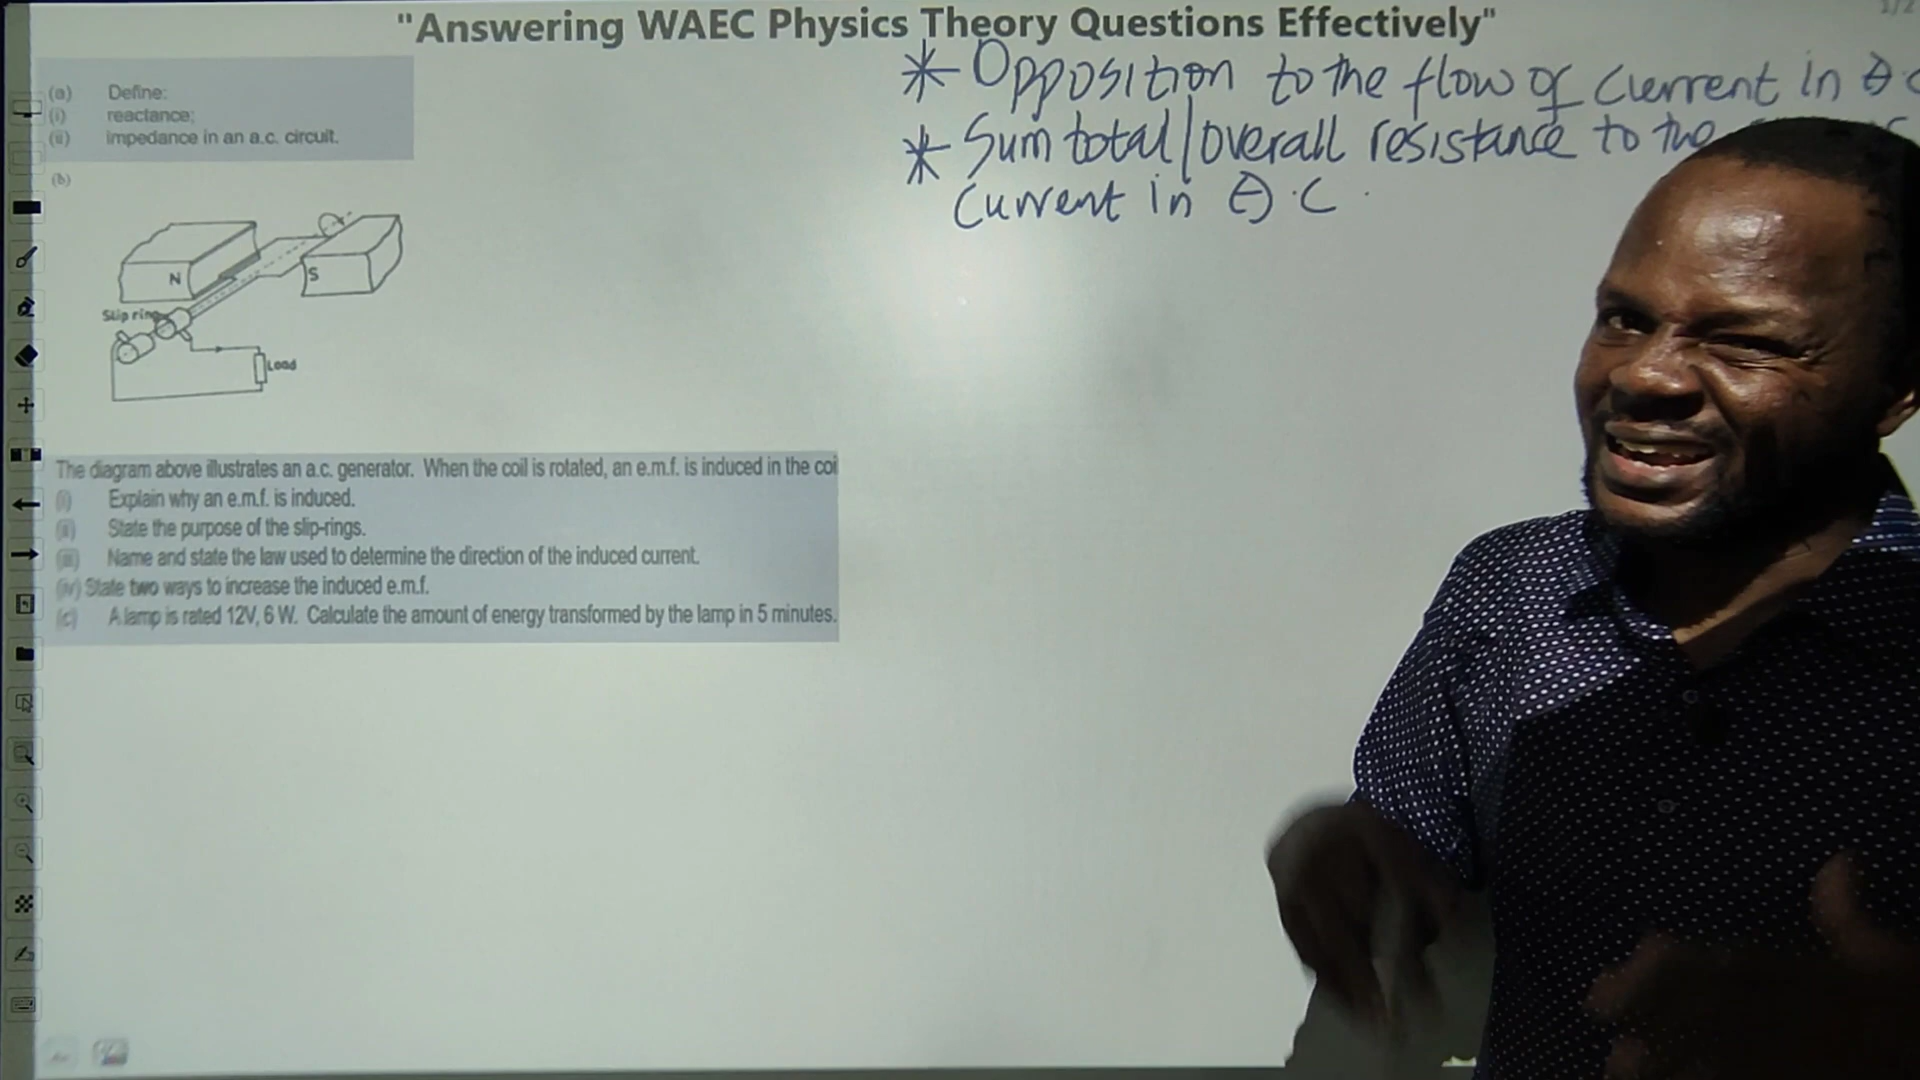 "Answering WAEC Physics Theory Questions Effectively"
1/2
* Opposition to the flow of current in A.C
* Sum total/overall resistance to the
current in A.C.
(a) Define:
(i) reactance;
(ii) impedance in an a.c. circuit.
(b)
N
S
Slip ring
Load
The diagram above illustrates an a.c. generator. When the coil is rotated, an e.m.f. is induced in the coi
(i) Explain why an e.m.f. is induced.
(ii) State the purpose of the slip-rings.
(iii) Name and state the law used to determine the direction of the induced current.
(iv) State two ways to increase the induced e.m.f.
(c) A lamp is rated 12V, 6 W. Calculate the amount of energy transformed by the lamp in 5 minutes.